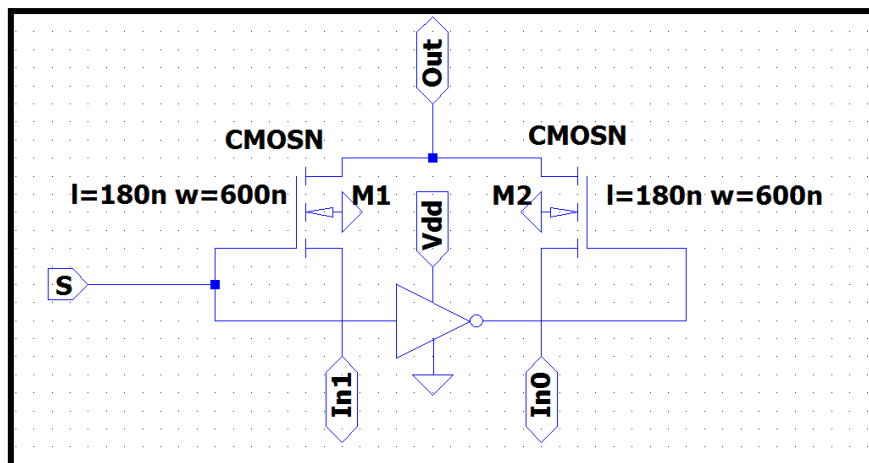 Out
CMOSN
CMOSN
l=180n w=600n
M1
M2
l=180n w=600n
Vdd
S
In1
In0